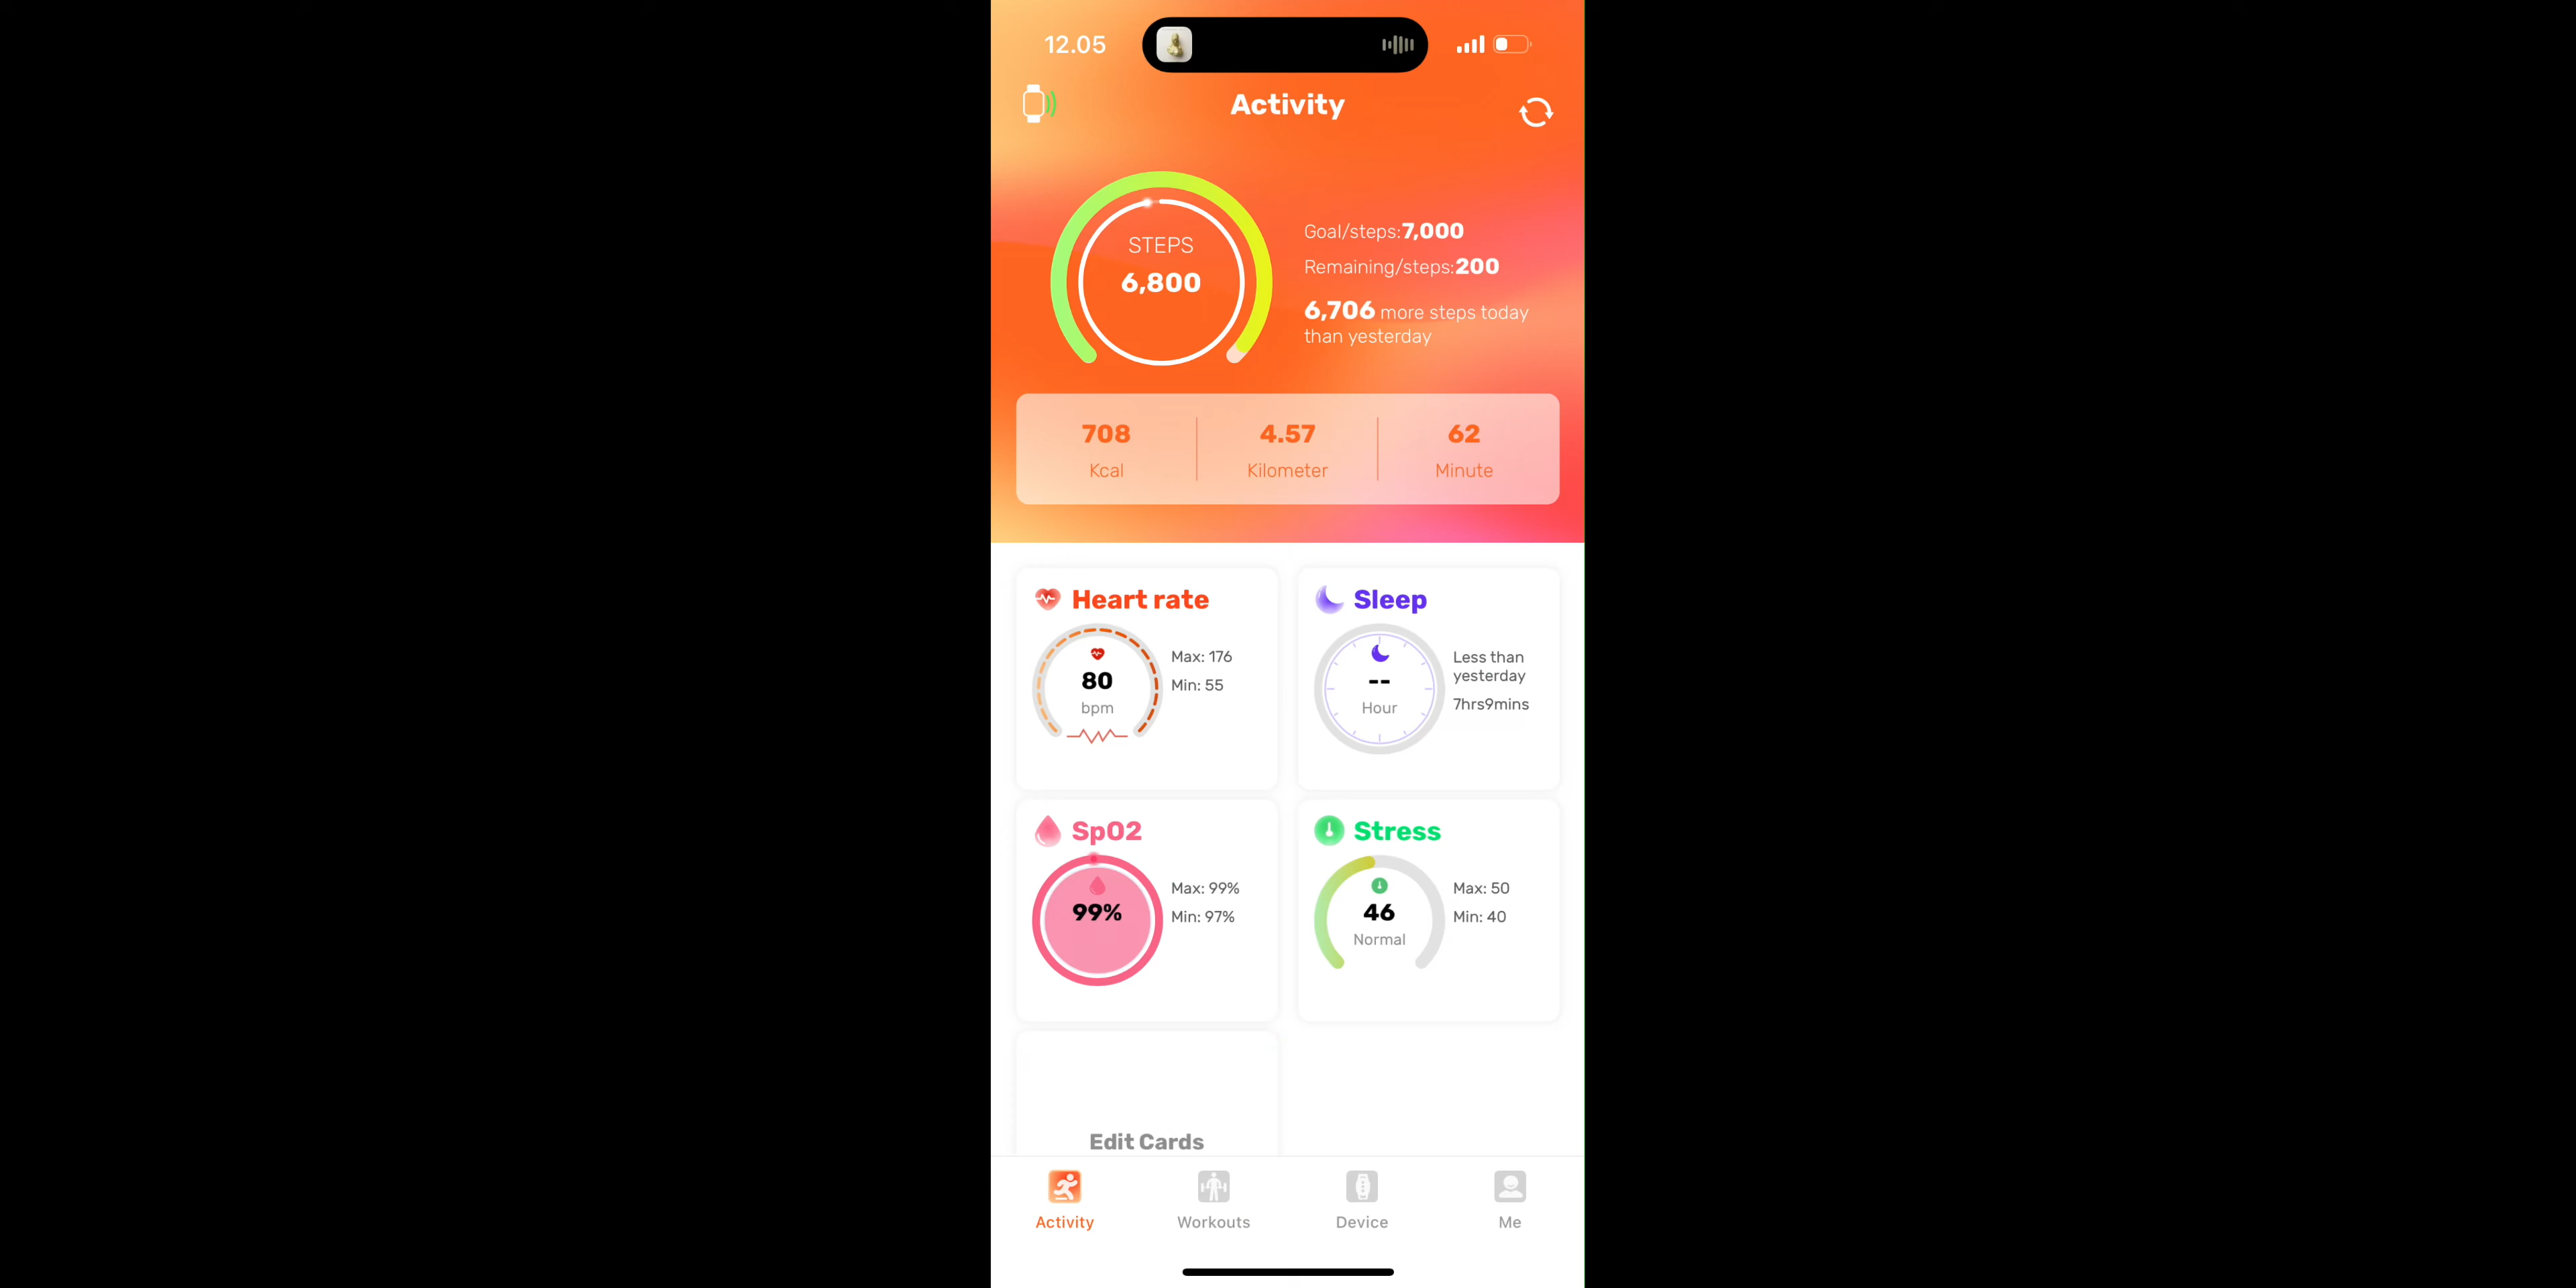 12.05
Activity
STEPS
6,800
Goal/steps:7,000
Remaining/steps:200
6,706 more steps today
than yesterday
708
Kcal
4.57
Kilometer
62
Minute
Heart rate
80
bpm
Max: 176
Min: 55
Sleep
--
Hour
Less than
yesterday
7hrs9mins
SpO2
99%
Max: 99%
Min: 97%
Stress
46
Normal
Max: 50
Min: 40
Edit Cards
Activity
Workouts
Device
Me